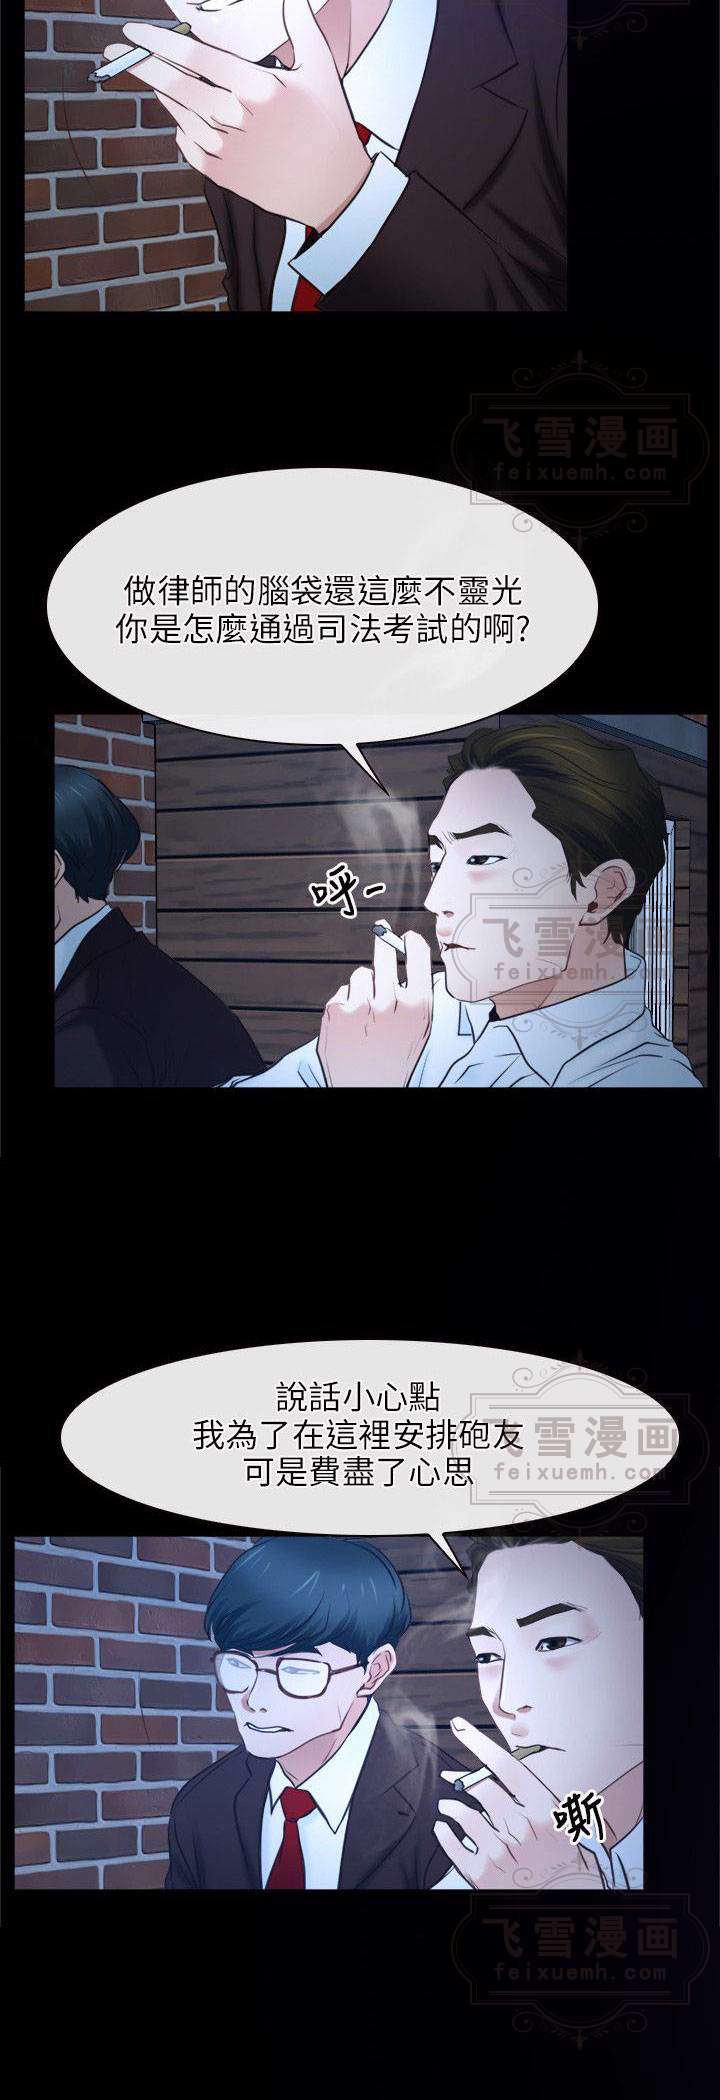 飞雪漫画
feixuemh.com
做律師的腦袋還這麼不靈光
你是怎麼通過司法考試的啊?
呼-
飞雪漫画
feixuemh.com
說話小心點
我為了在這裡安排砲友
可是費盡了心思
飞雪漫画
feixuemh.com
嘶
飞雪漫画
feixuemh.com